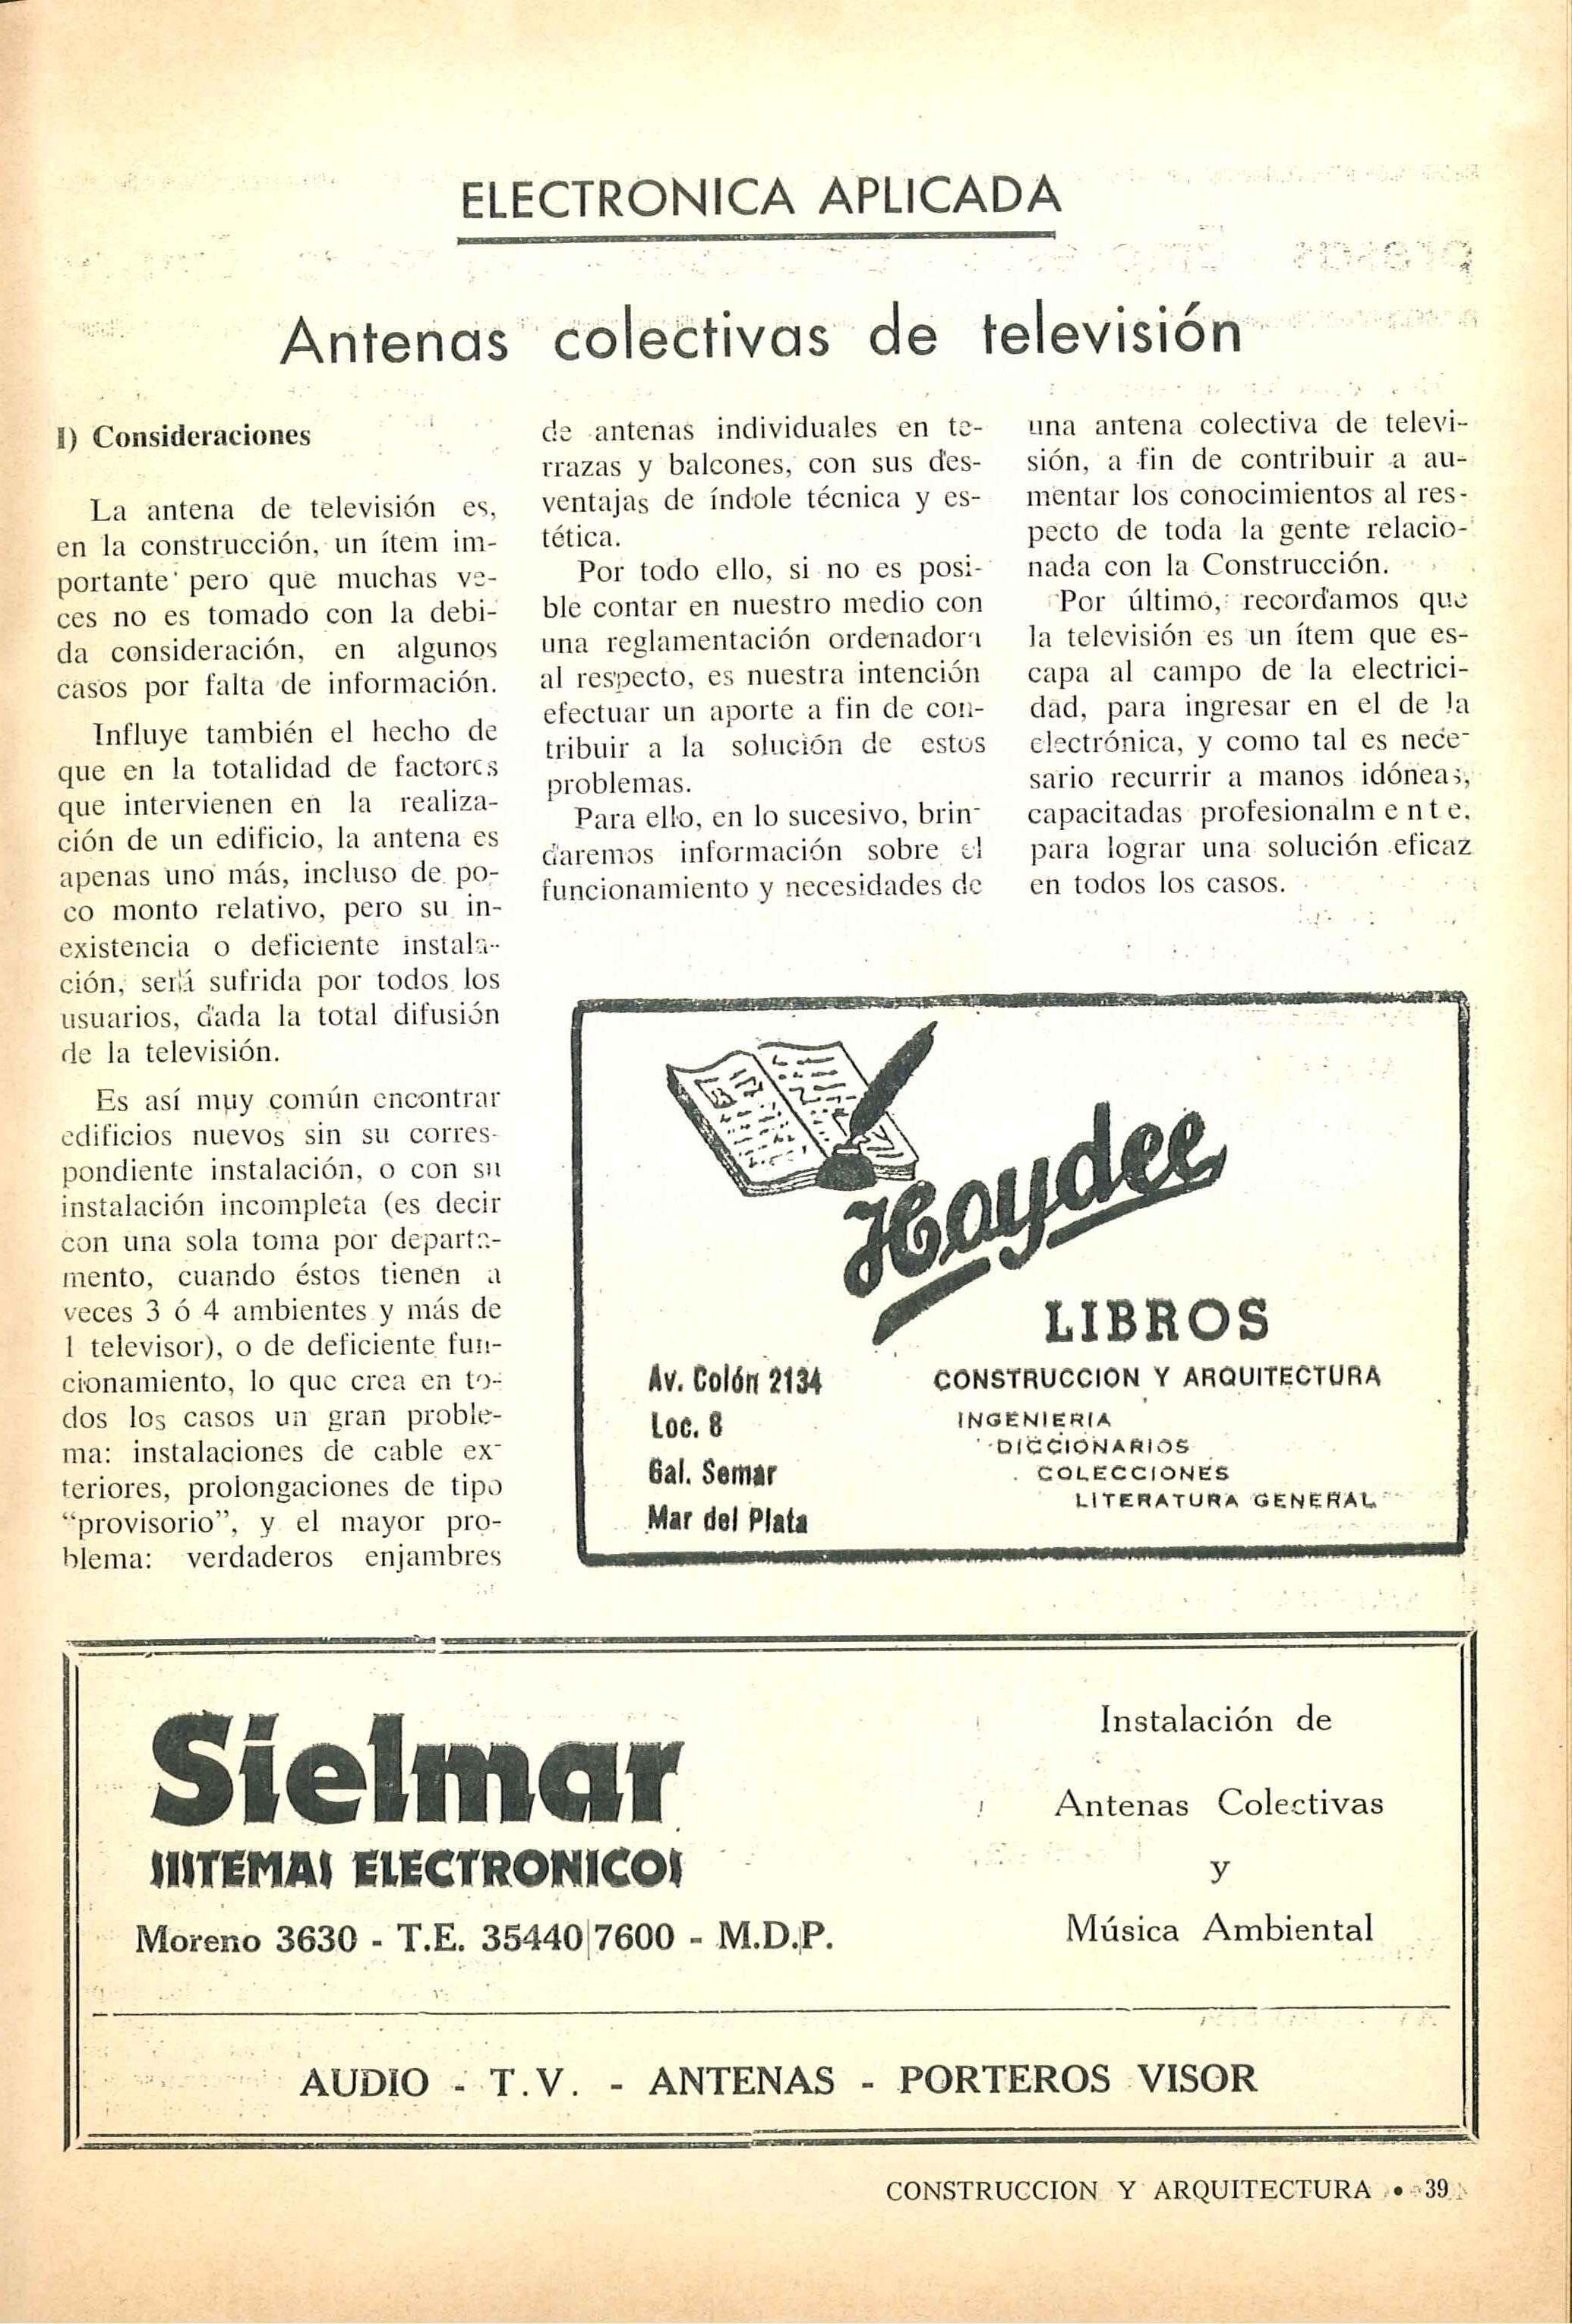 ELECTRONICA APLICADA
Antenas colectivas de televisión
I) Consideraciones
La antena de televisión es,
en la construcción, un ítem im-
portante pero que muchas ve-
ces no es tomado con la debi-
da consideración, en algunos
casos por falta de información.
Influye también el hecho de
que en la totalidad de factores
que intervienen en la realiza-
ción de un edificio, la antena es
apenas uno más, incluso de po-
co monto relativo, pero su in-
existencia o deficiente instala-
ción, será sufrida por todos los
usuarios, dada la total difusión
de la televisión.
Es así muy común encontrar
edificios nuevos sin su corres-
pondiente instalación, o con su
instalación incompleta (es decir
con una sola toma por departa-
mento, cuando éstos tienen a
veces 3 ó 4 ambientes y más de
1 televisor), o de deficiente fun-
cionamiento, lo que crea en to-
dos los casos un gran proble-
ma: instalaciones de cable ex-
teriores, prolongaciones de tipo
“provisorio”, y el mayor pro-
blema: verdaderos enjambres
de antenas individuales en te-
rrazas y balcones, con sus des-
ventajas de índole técnica y es-
tética.
Por todo ello, si no es posi-
ble contar en nuestro medio con
una reglamentación ordenadora
al respecto, es nuestra intención
efectuar un aporte a fin de con-
tribuir a la solución de estos
problemas.
Para ello, en lo sucesivo, brin-
daremos información sobre el
funcionamiento y necesidades de
una antena colectiva de televi-
sión, a fin de contribuir a au-
mentar los conocimientos al res-
pecto de toda la gente relacio-
nada con la Construcción.
Por último, recordamos que
la televisión es un ítem que es-
capa al campo de la electrici-
dad, para ingresar en el de la
electrónica, y como tal es nece-
sario recurrir a manos idóneas,
capacitadas profesionalmente,
para lograr una solución eficaz
en todos los casos.
Haydee
LIBROS
Av. Colón 2134
Loc. 8
Gal. Semar
Mar del Plata
CONSTRUCCION Y ARQUITECTURA
INGENIERIA
DICCIONARIOS
COLECCIONES
LITERATURA GENERAL
Sielmar
SISTEMAS ELECTRONICOS
Moreno 3630 - T.E. 35440|7600 - M.D.P.
Instalación de
Antenas Colectivas
y
Música Ambiental
AUDIO - T.V. - ANTENAS - PORTEROS VISOR
CONSTRUCCION Y ARQUITECTURA • 39